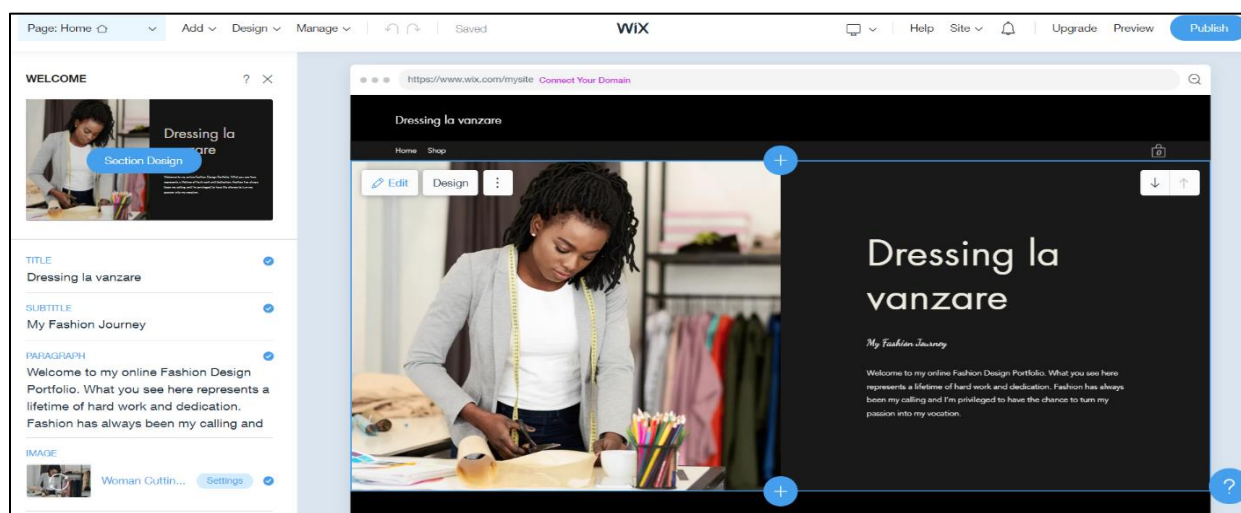 Page: Home
Add
Design
Manage
Saved
WiX
Help
Site
Upgrade
Preview
Publish
WELCOME
?
Dressing la
Section Design
TITLE
Dressing la vanzare
SUBTITLE
My Fashion Journey
PARAGRAPH
Welcome to my online Fashion Design
Portfolio. What you see here represents a
lifetime of hard work and dedication.
Fashion has always been my calling and
IMAGE
Woman Cuttin...
Settings
https://www.wix.com/mysite Connect Your Domain
Dressing la vanzare
Home Shop
0
Edit
Design
Dressing la
vanzare
My Fashion Journey
Welcome to my online Fashion Design Portfolio. What you see here
represents a lifetime of hard work and dedication. Fashion has always
been my calling and I'm privileged to have the chance to turn my
passion into my vocation.
?